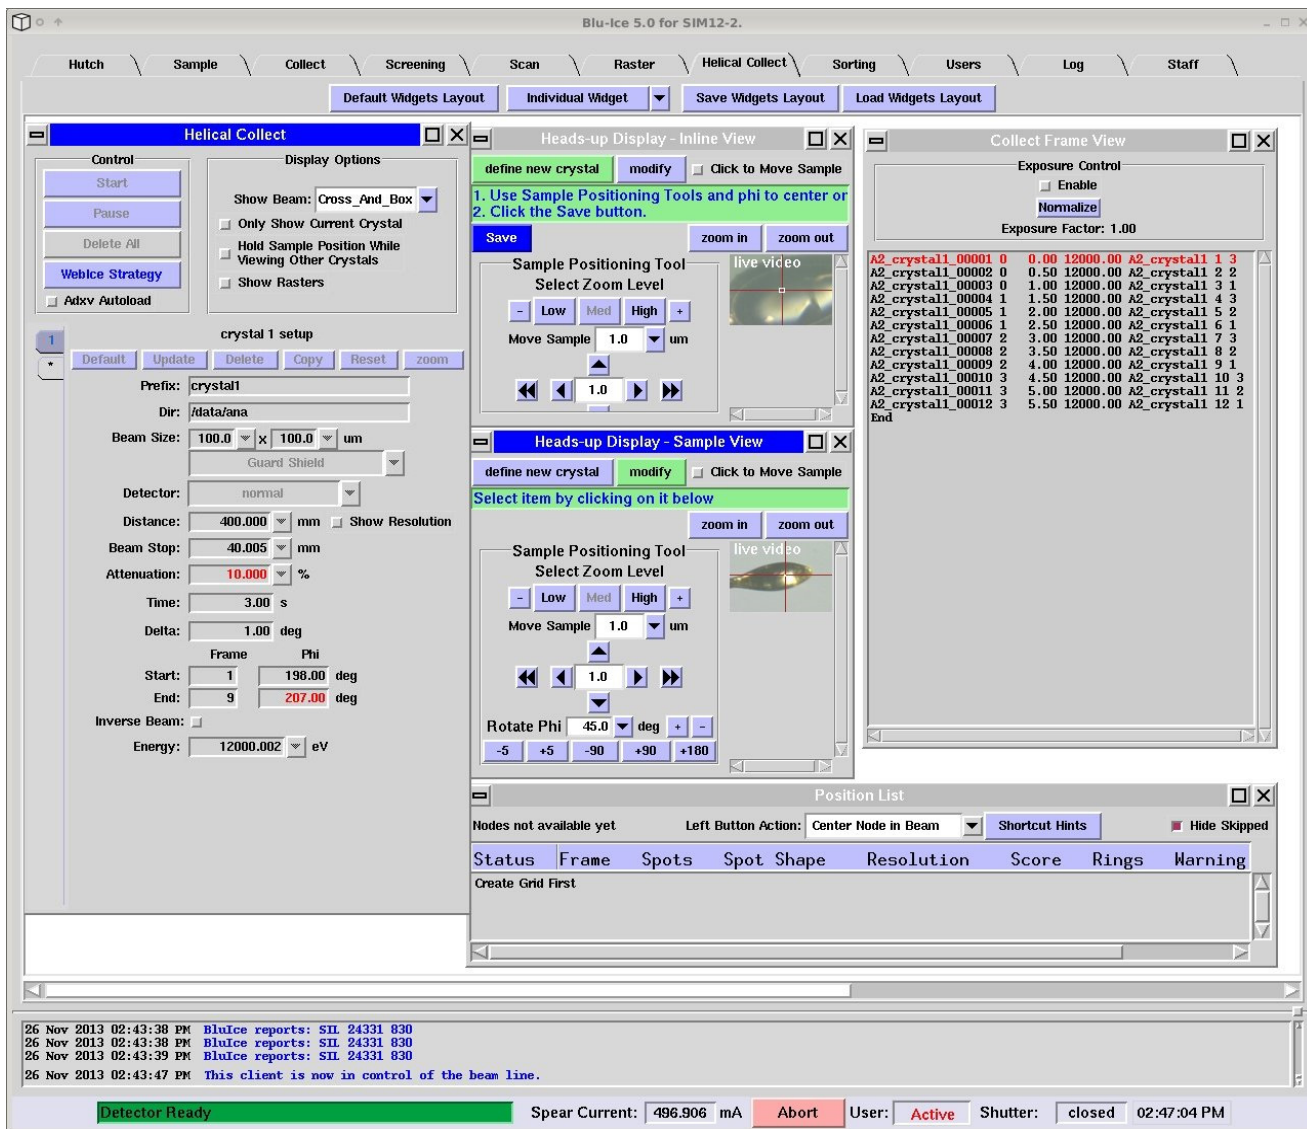 Blu-Ice 5.0 for SIM12-2.
Hutch Sample Collect Screening Scan Raster Helical Collect Sorting Users Log Staff
Default Widgets Layout Individual Widget Save Widgets Layout Load Widgets Layout
Helical Collect
Control
Start
Pause
Delete All
WebIce Strategy
Adxv Autoload
Display Options
Show Beam: Cross_And_Box
Only Show Current Crystal
Hold Sample Position While
Viewing Other Crystals
Show Rasters
1
*
crystal 1 setup
Default Update Delete Copy Reset zoom
Prefix: crystal1
Dir: /data/ana
Beam Size: 100.0 x 100.0 um
Guard Shield
Detector: normal
Distance: 400.000 mm Show Resolution
Beam Stop: 40.005 mm
Attenuation: 10.000 %
Time: 3.00 s
Delta: 1.00 deg
Frame Phi
Start: 1 198.00 deg
End: 9 207.00 deg
Inverse Beam:
Energy: 12000.002 eV
Heads-up Display - Inline View
define new crystal modify Click to Move Sample
1. Use Sample Positioning Tools and phi to center or
2. Click the Save button.
Save zoom in zoom out
Sample Positioning Tool
Select Zoom Level
- Low Med High +
Move Sample 1.0 um
1.0
live video
Heads-up Display - Sample View
define new crystal modify Click to Move Sample
Select item by clicking on it below
zoom in zoom out
Sample Positioning Tool
Select Zoom Level
- Low Med High +
Move Sample 1.0 um
1.0
Rotate Phi 45.0 deg + -
-5 +5 -90 +90 +180
live video
Collect Frame View
Exposure Control
Enable
Normalize
Exposure Factor: 1.00
A2_crystal1_00001 0 0.00 12000.00 A2_crystal1 1 3
A2_crystal1_00002 0 0.50 12000.00 A2_crystal1 2 2
A2_crystal1_00003 0 1.00 12000.00 A2_crystal1 3 1
A2_crystal1_00004 1 1.50 12000.00 A2_crystal1 4 3
A2_crystal1_00005 1 2.00 12000.00 A2_crystal1 5 2
A2_crystal1_00006 1 2.50 12000.00 A2_crystal1 6 1
A2_crystal1_00007 2 3.00 12000.00 A2_crystal1 7 3
A2_crystal1_00008 2 3.50 12000.00 A2_crystal1 8 2
A2_crystal1_00009 2 4.00 12000.00 A2_crystal1 9 1
A2_crystal1_00010 3 4.50 12000.00 A2_crystal1 10 3
A2_crystal1_00011 3 5.00 12000.00 A2_crystal1 11 2
A2_crystal1_00012 3 5.50 12000.00 A2_crystal1 12 1
End
Position List
Nodes not available yet Left Button Action: Center Node in Beam Shortcut Hints Hide Skipped
Status Frame Spots Spot Shape Resolution Score Rings Warning
Create Grid First
26 Nov 2013 02:43:38 PM BluIce reports: SIL 24331 830
26 Nov 2013 02:43:38 PM BluIce reports: SIL 24331 830
26 Nov 2013 02:43:39 PM BluIce reports: SIL 24331 830
26 Nov 2013 02:43:47 PM This client is now in control of the beam line.
Detector Ready Spear Current: 496.906 mA Abort User: Active Shutter: closed 02:47:04 PM